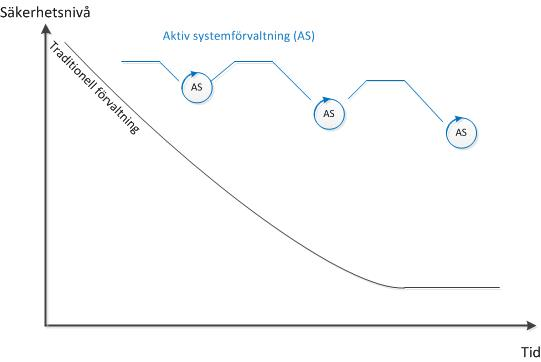 Säkerhetsnivå
Aktiv systemförvaltning (AS)
Traditionell förvaltning
AS
AS
AS
Tid